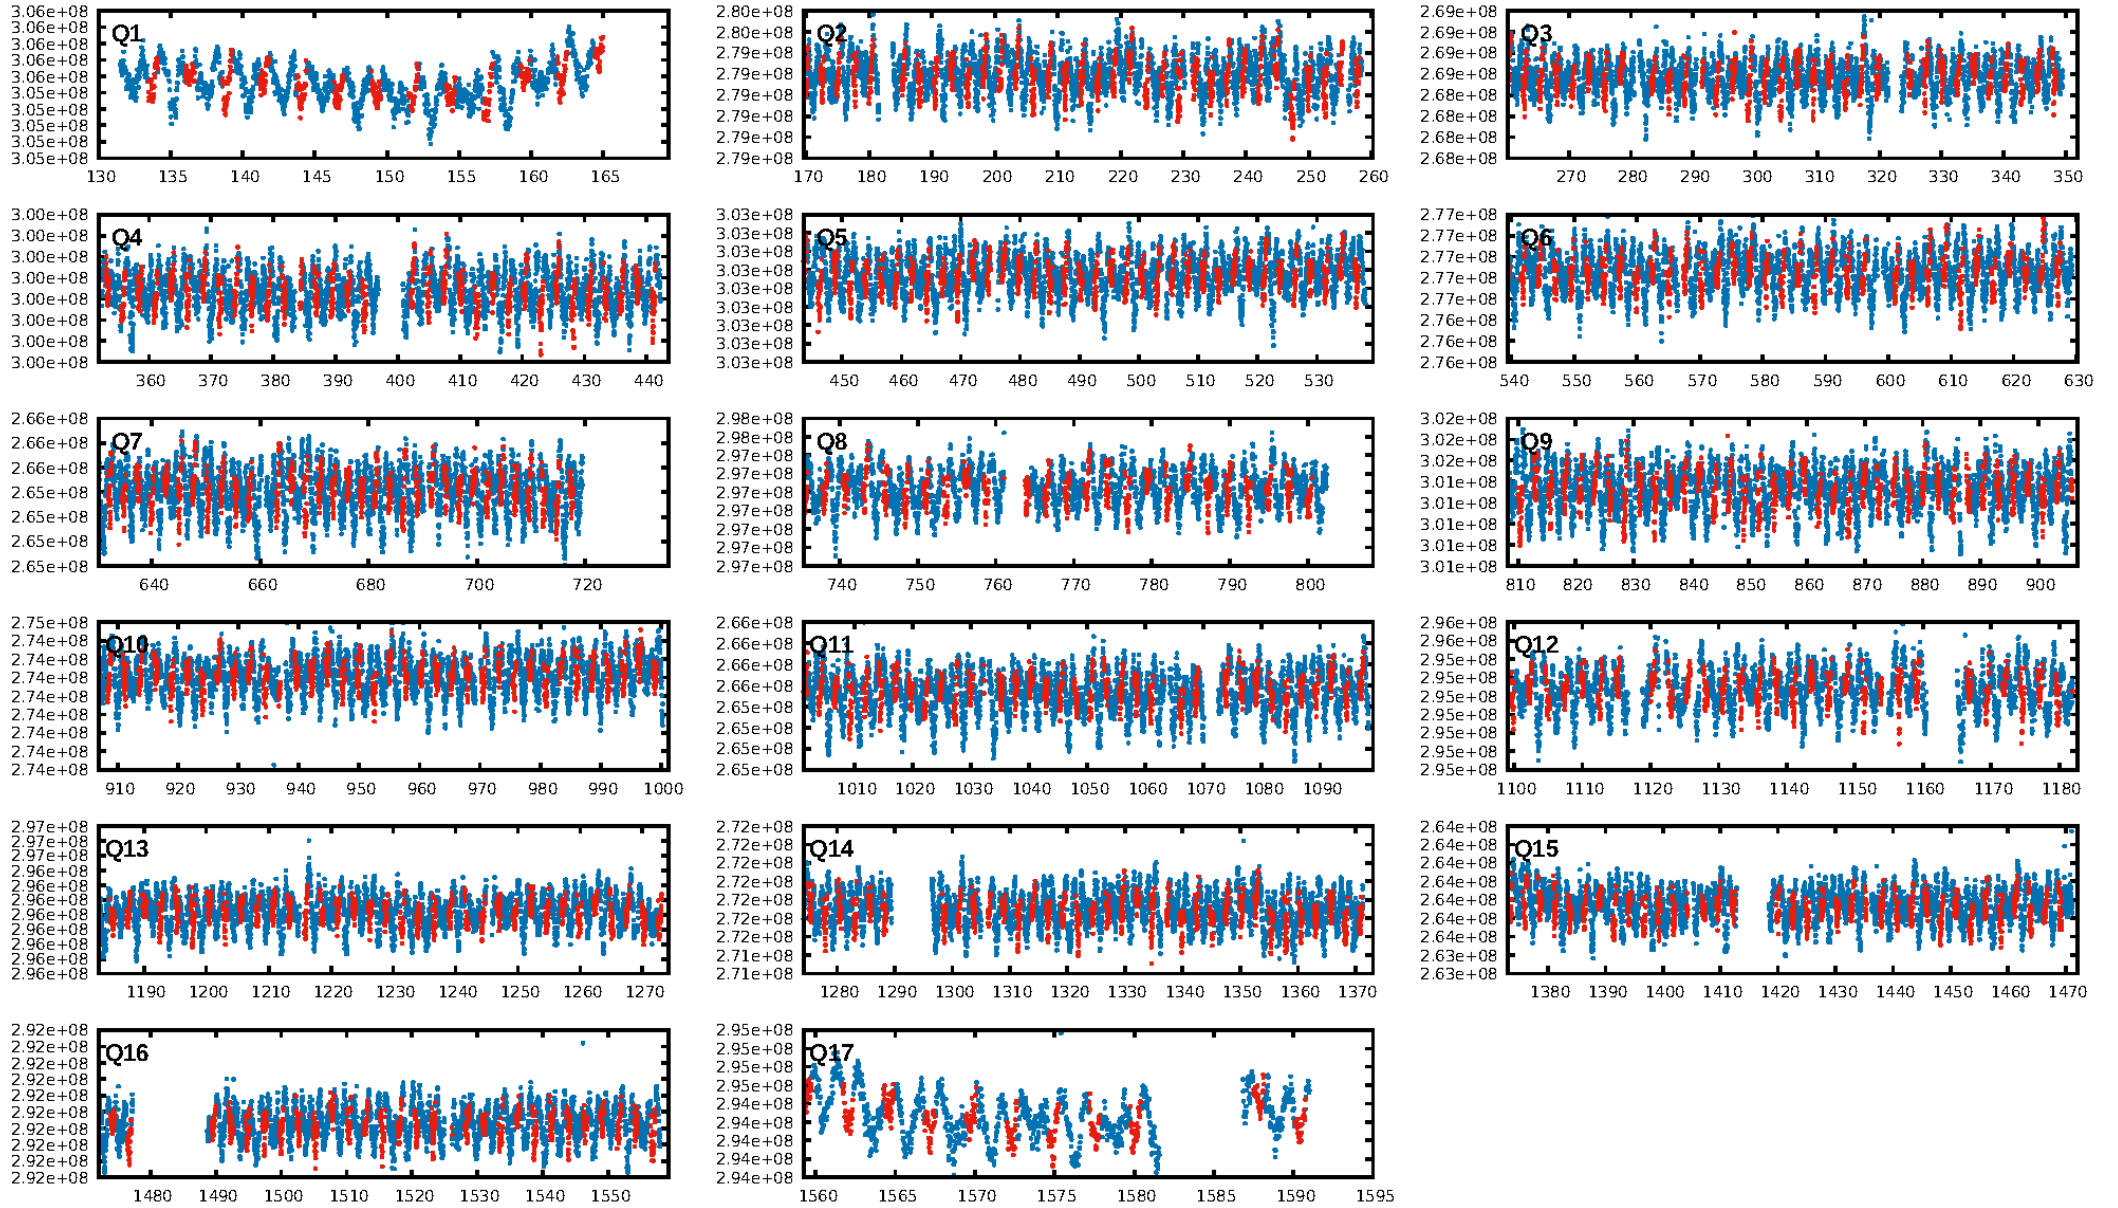 3.06e+08 3.06e+08 3.06e+08 3.06e+08 3.06e+08 3.05e+08 3.05e+08 3.05e+08 3.05e+08 3.05e+08
Q1
130 135 140 145 150 155 160 165
2.80e+08 2.80e+08 2.79e+08 2.79e+08 2.79e+08 2.79e+08 2.79e+08 2.79e+08
Q2
170 180 190 200 210 220 230 240 250 260
2.69e+08 2.69e+08 2.69e+08 2.69e+08 2.68e+08 2.68e+08 2.68e+08 2.68e+08
Q3
270 280 290 300 310 320 330 340 350
3.00e+08 3.00e+08 3.00e+08 3.00e+08 3.00e+08 3.00e+08 3.00e+08 3.00e+08
Q4
360 370 380 390 400 410 420 430 440
3.03e+08 3.03e+08 3.03e+08 3.03e+08 3.03e+08 3.03e+08 3.03e+08 3.03e+08 3.03e+08
Q5
450 460 470 480 490 500 510 520 530
2.77e+08 2.77e+08 2.77e+08 2.77e+08 2.77e+08 2.76e+08 2.76e+08 2.76e+08
Q6
540 550 560 570 580 590 600 610 620 630
2.66e+08 2.66e+08 2.66e+08 2.65e+08 2.65e+08 2.65e+08 2.65e+08
Q7
640 660 680 700 720
2.98e+08 2.98e+08 2.97e+08 2.97e+08 2.97e+08 2.97e+08 2.97e+08 2.97e+08 2.97e+08
Q8
740 750 760 770 780 790 800
3.02e+08 3.02e+08 3.02e+08 3.01e+08 3.01e+08 3.01e+08 3.01e+08 3.01e+08
Q9
810 820 830 840 850 860 870 880 890 900
2.75e+08 2.74e+08 2.74e+08 2.74e+08 2.74e+08 2.74e+08 2.74e+08 2.74e+08 2.74e+08
Q10
910 920 930 940 950 960 970 980 990 1000
2.66e+08 2.66e+08 2.66e+08 2.66e+08 2.65e+08 2.65e+08 2.65e+08 2.65e+08
Q11
1010 1020 1030 1040 1050 1060 1070 1080 1090
2.96e+08 2.96e+08 2.95e+08 2.95e+08 2.95e+08 2.95e+08 2.95e+08 2.95e+08 2.95e+08
Q12
1100 1110 1120 1130 1140 1150 1160 1170 1180
2.97e+08 2.97e+08 2.97e+08 2.96e+08 2.96e+08 2.96e+08 2.96e+08 2.96e+08 2.96e+08 2.96e+08 2.96e+08
Q13
1190 1200 1210 1220 1230 1240 1250 1260 1270
2.72e+08 2.72e+08 2.72e+08 2.72e+08 2.72e+08 2.72e+08 2.72e+08 2.71e+08 2.71e+08
Q14
1280 1290 1300 1310 1320 1330 1340 1350 1360 1370
2.64e+08 2.64e+08 2.64e+08 2.64e+08 2.64e+08 2.64e+08 2.63e+08 2.63e+08
Q15
1380 1390 1400 1410 1420 1430 1440 1450 1460 1470
2.92e+08 2.92e+08 2.92e+08 2.92e+08 2.92e+08 2.92e+08 2.92e+08 2.92e+08 2.92e+08 2.92e+08
Q16
1480 1490 1500 1510 1520 1530 1540 1550
2.95e+08 2.95e+08 2.95e+08 2.95e+08 2.94e+08 2.94e+08 2.94e+08 2.94e+08 2.94e+08
Q17
1560 1565 1570 1575 1580 1585 1590 1595